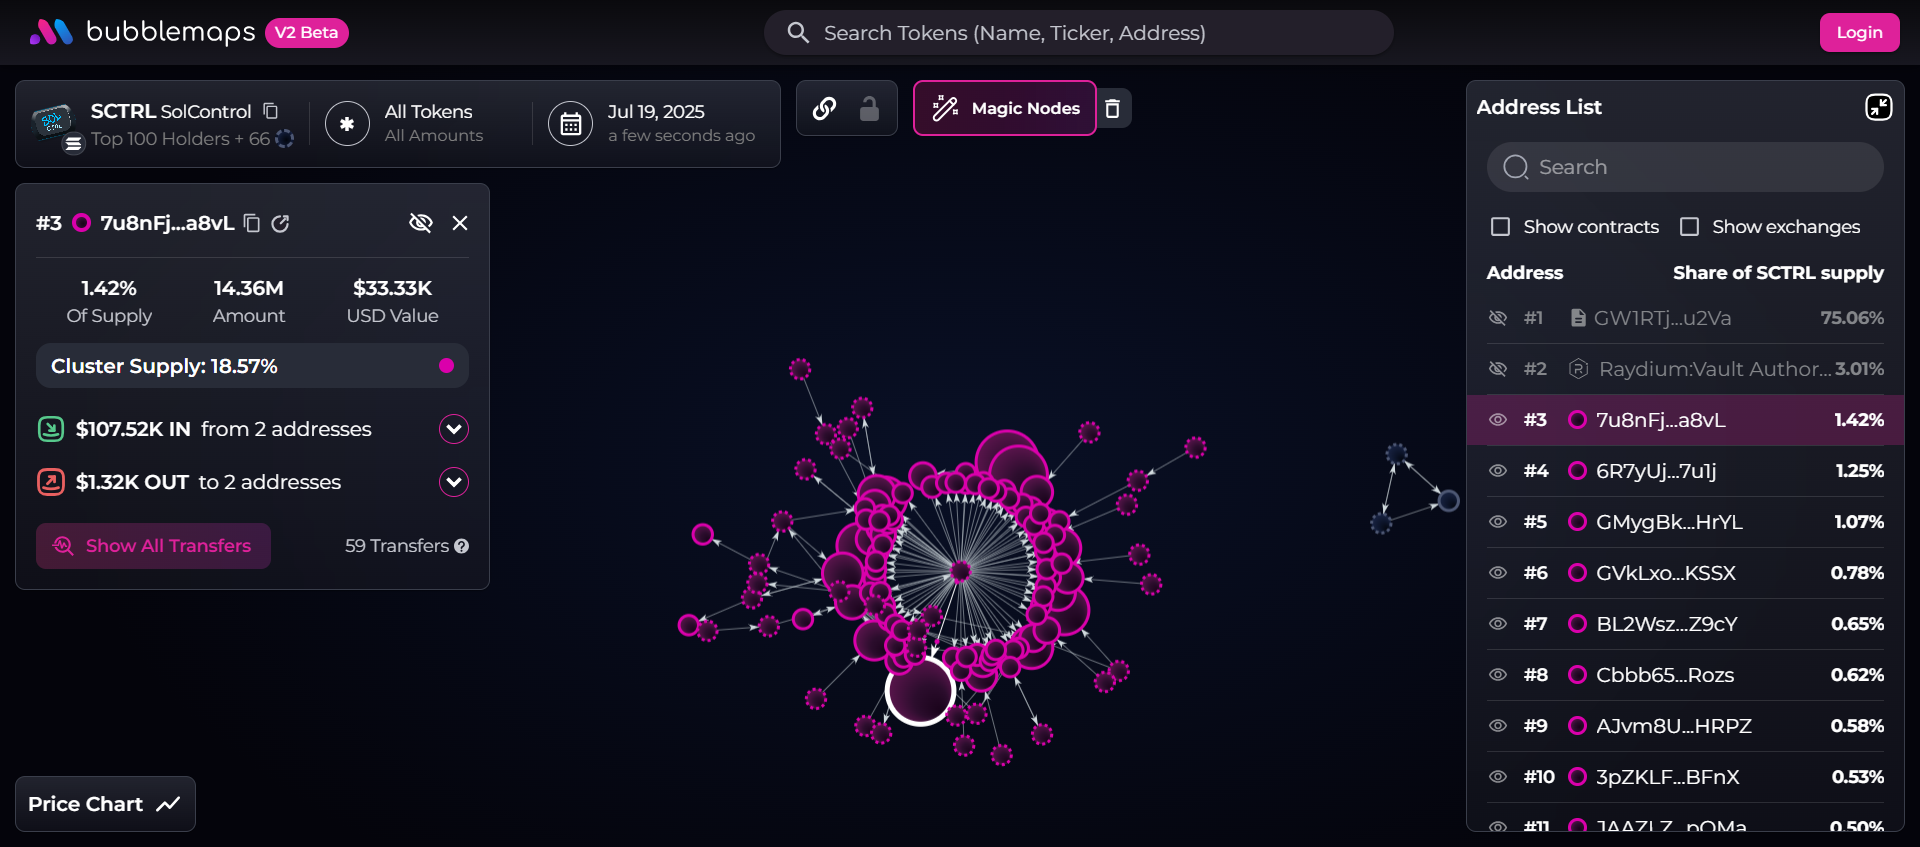 bubblemaps V2 Beta
Search Tokens (Name, Ticker, Address)
Login
SCTRL SolControl
Top 100 Holders + 66
All Tokens
All Amounts
Jul 19, 2025
a few seconds ago
Magic Nodes
#3 7u8nFj...a8vL
1.42% 14.36M $33.33K
Of Supply Amount USD Value
Cluster Supply: 18.57%
$107.52K IN from 2 addresses
$1.32K OUT to 2 addresses
Show All Transfers 59 Transfers
Price Chart
Address List
Search
Show contracts Show exchanges
Address Share of SCTRL supply
#1 GW1RTj...u2Va 75.06%
#2 Raydium:Vault Author... 3.01%
#3 7u8nFj...a8vL 1.42%
#4 6R7yUj...7u1j 1.25%
#5 GMygBk...HrYL 1.07%
#6 GVkLxo...KSSX 0.78%
#7 BL2Wsz...Z9cY 0.65%
#8 Cbbb65...Rozs 0.62%
#9 AJvm8U...HRPZ 0.58%
#10 3pZKLF...BFnX 0.53%
#11 0.50%